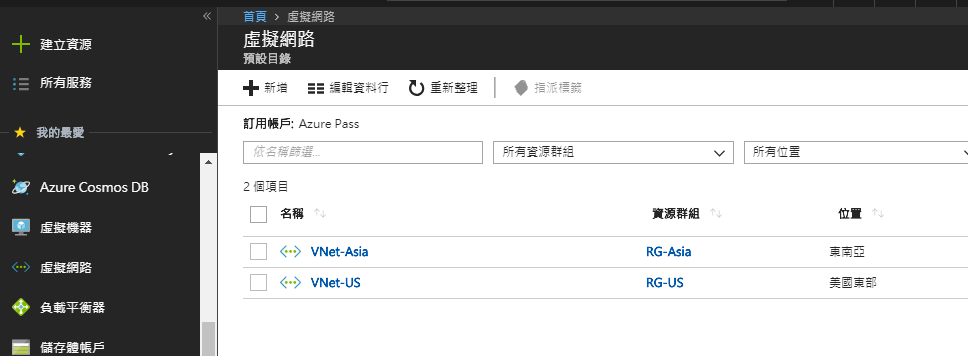 首頁 > 虛擬網路
虛擬網路
預設目錄
建立資源
所有服務
我的最愛
Azure Cosmos DB
虛擬機器
虛擬網路
負載平衡器
儲存體帳戶
新增 編輯資料行 重新整理 指派標籤
訂用帳戶: Azure Pass
依名稱篩選... 所有資源群組 所有位置
2 個項目
名稱 資源群組 位置
VNet-Asia RG-Asia 東南亞
VNet-US RG-US 美國東部